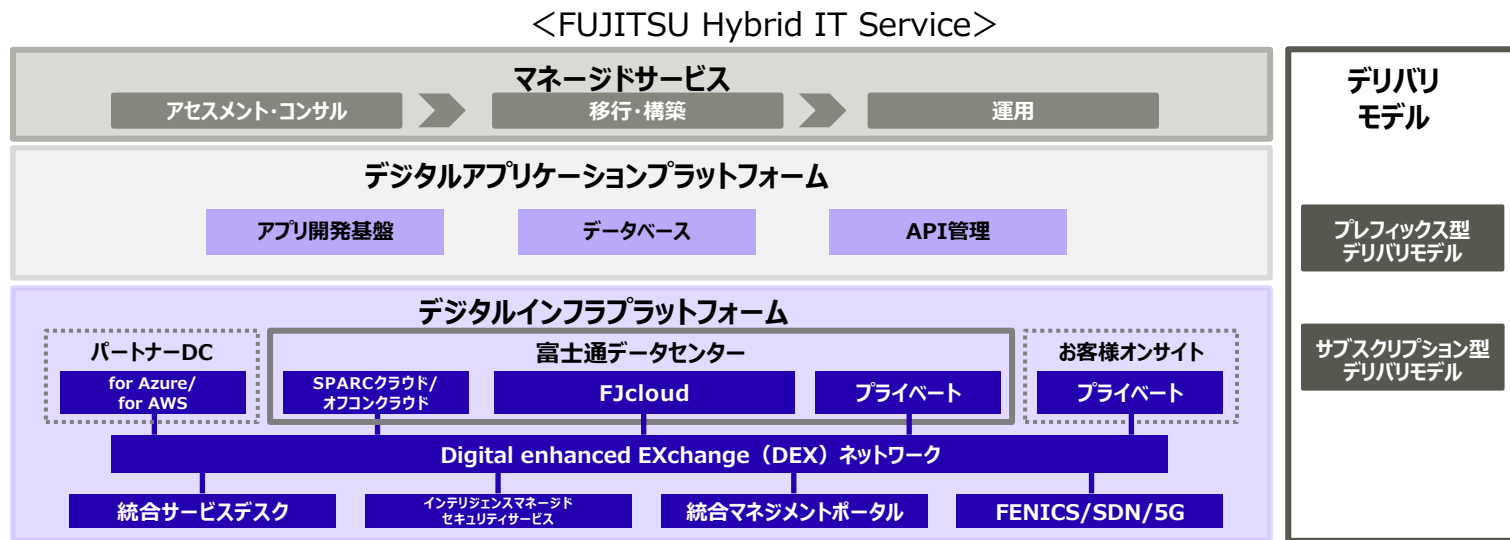 ＜FUJITSU Hybrid IT Service＞
マネージドサービス
アセスメント・コンサル
移行・構築
運用
デジタルアプリケーションプラットフォーム
アプリ開発基盤
データベース
API管理
デジタルインフラプラットフォーム
パートナーDC
for Azure/
for AWS
富士通データセンター
SPARCクラウド/
オフコンクラウド
FJcloud
プライベート
お客様オンサイト
プライベート
Digital enhanced EXchange（DEX）ネットワーク
統合サービスデスク
インテリジェンスマネージド
セキュリティサービス
統合マネジメントポータル
FENICS/SDN/5G
デリバリ
モデル
プレフィックス型
デリバリモデル
サブスクリプション型
デリバリモデル